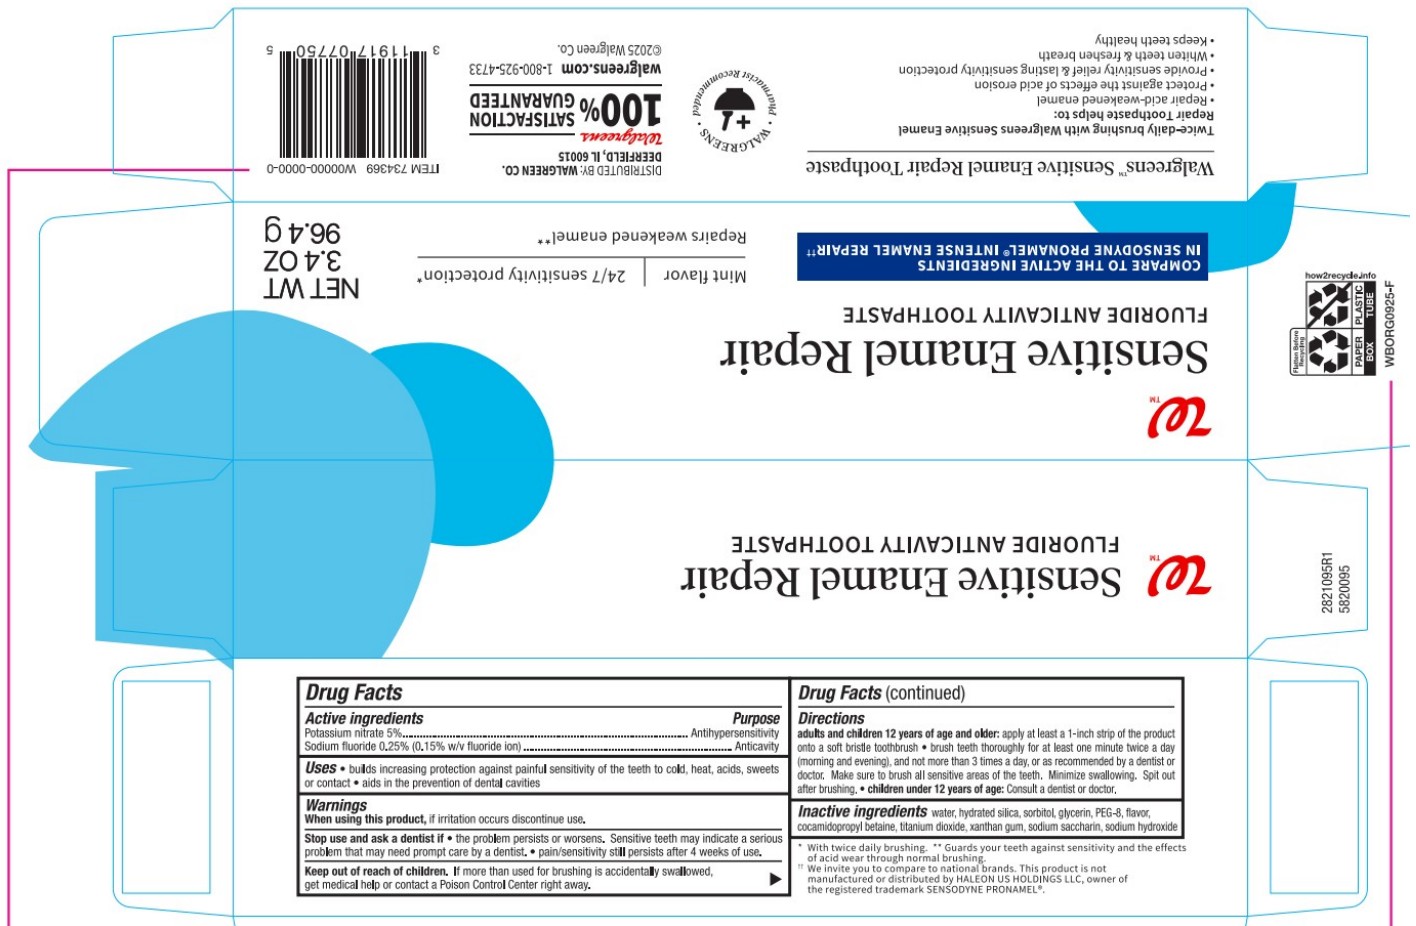 Walgreens™ Sensitive Enamel Repair Toothpaste
Twice-daily brushing with Walgreens Sensitive Enamel
Repair Toothpaste helps to:
• Repair acid-weakened enamel
• Protect against the effects of acid erosion
• Provide sensitivity relief & lasting sensitivity protection
• Whiten teeth & freshen breath
• Keeps teeth healthy
• WALGREENS • Pharmacist Recommended
DISTRIBUTED BY: WALGREEN CO.
DEERFIELD, IL 60015
Walgreens
100% SATISFACTION
GUARANTEED
walgreens.com 1-800-925-4733
©2025 Walgreen Co.
ITEM 734369 W00000-0000-0
3 11917 07750 5
W™
Sensitive Enamel Repair
FLUORIDE ANTICAVITY TOOTHPASTE
COMPARE TO THE ACTIVE INGREDIENTS
IN SENSODYNE PRONAMEL® INTENSE ENAMEL REPAIR††
Mint flavor | 24/7 sensitivity protection*
Repairs weakened enamel**
NET WT
3.4 OZ
96.4 g
how2recycle.info
Flatten Before
Recycling
PAPER
BOX
PLASTIC
TUBE
WBORG0925-F
W™
Sensitive Enamel Repair
FLUORIDE ANTICAVITY TOOTHPASTE
2821095R1
5820095
Drug Facts
Active ingredients Purpose
Potassium nitrate 5%.......... Antihypersensitivity
Sodium fluoride 0.25% (0.15% w/v fluoride ion) .......... Anticavity
Uses • builds increasing protection against painful sensitivity of the teeth to cold, heat, acids, sweets
or contact • aids in the prevention of dental cavities
Warnings
When using this product, if irritation occurs discontinue use.
Stop use and ask a dentist if • the problem persists or worsens. Sensitive teeth may indicate a serious
problem that may need prompt care by a dentist. • pain/sensitivity still persists after 4 weeks of use.
Keep out of reach of children. If more than used for brushing is accidentally swallowed,
get medical help or contact a Poison Control Center right away.
Drug Facts (continued)
Directions
adults and children 12 years of age and older: apply at least a 1-inch strip of the product
onto a soft bristle toothbrush • brush teeth thoroughly for at least one minute twice a day
(morning and evening), and not more than 3 times a day, or as recommended by a dentist or
doctor. Make sure to brush all sensitive areas of the teeth. Minimize swallowing. Spit out
after brushing. • children under 12 years of age: Consult a dentist or doctor.
Inactive ingredients water, hydrated silica, sorbitol, glycerin, PEG-8, flavor,
cocamidopropyl betaine, titanium dioxide, xanthan gum, sodium saccharin, sodium hydroxide
* With twice daily brushing. ** Guards your teeth against sensitivity and the effects
of acid wear through normal brushing.
†† We invite you to compare to national brands. This product is not
manufactured or distributed by HALEON US HOLDINGS LLC, owner of
the registered trademark SENSODYNE PRONAMEL®.